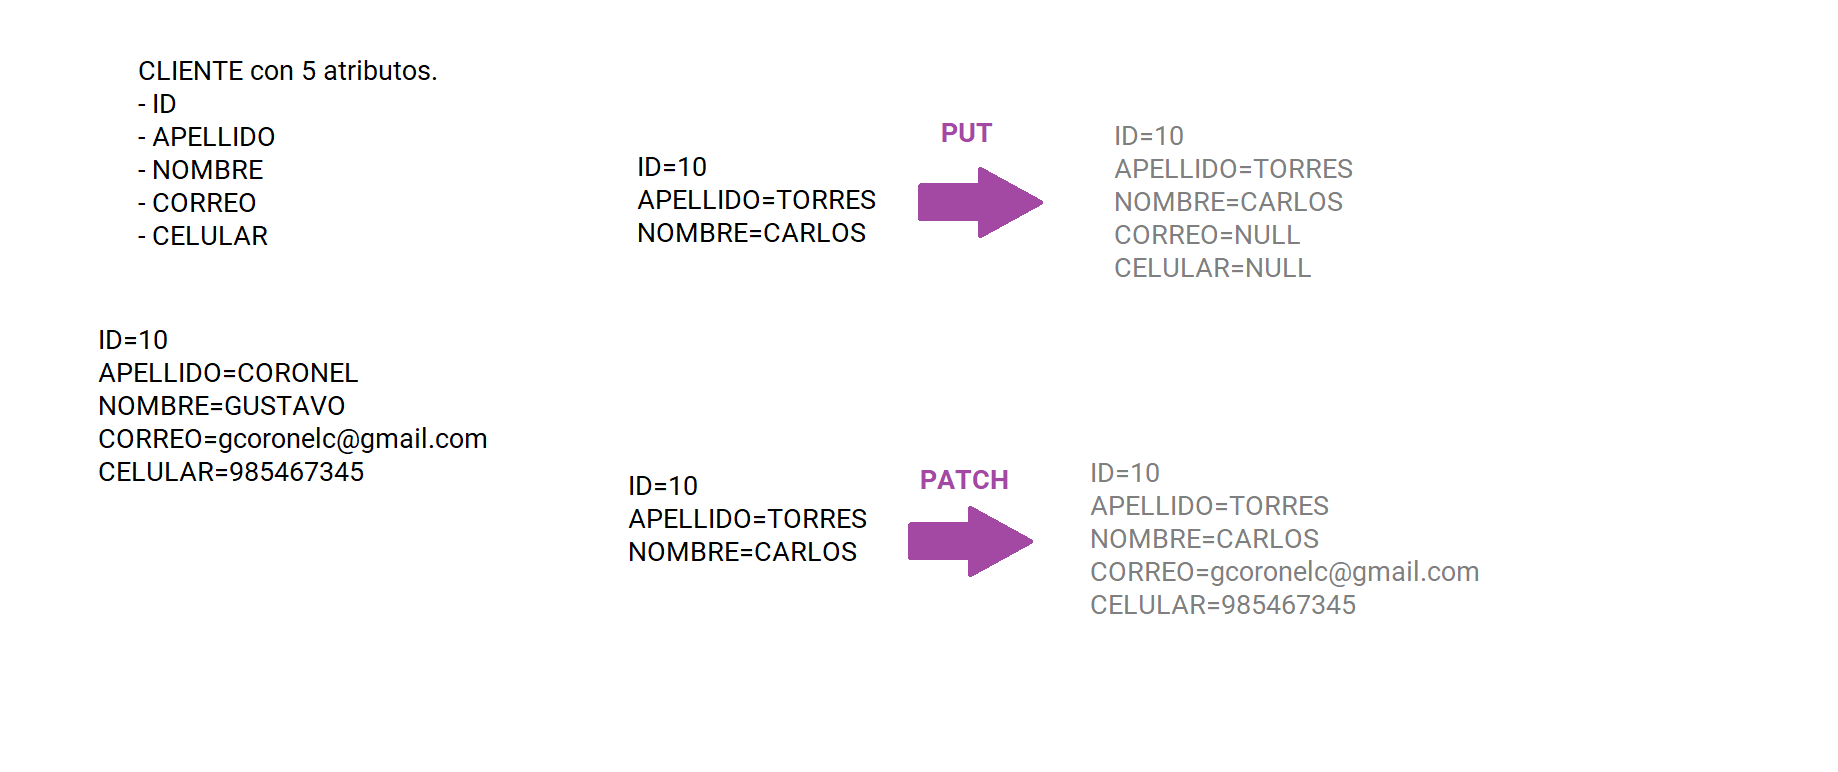 CLIENTE con 5 atributos.
- ID
- APELLIDO
- NOMBRE
- CORREO
- CELULAR
ID=10
APELLIDO=CORONEL
NOMBRE=GUSTAVO
CORREO=gcoronelc@gmail.com
CELULAR=985467345
ID=10
APELLIDO=TORRES
NOMBRE=CARLOS
PUT
ID=10
APELLIDO=TORRES
NOMBRE=CARLOS
CORREO=NULL
CELULAR=NULL
ID=10
APELLIDO=TORRES
NOMBRE=CARLOS
PATCH
ID=10
APELLIDO=TORRES
NOMBRE=CARLOS
CORREO=gcoronelc@gmail.com
CELULAR=985467345